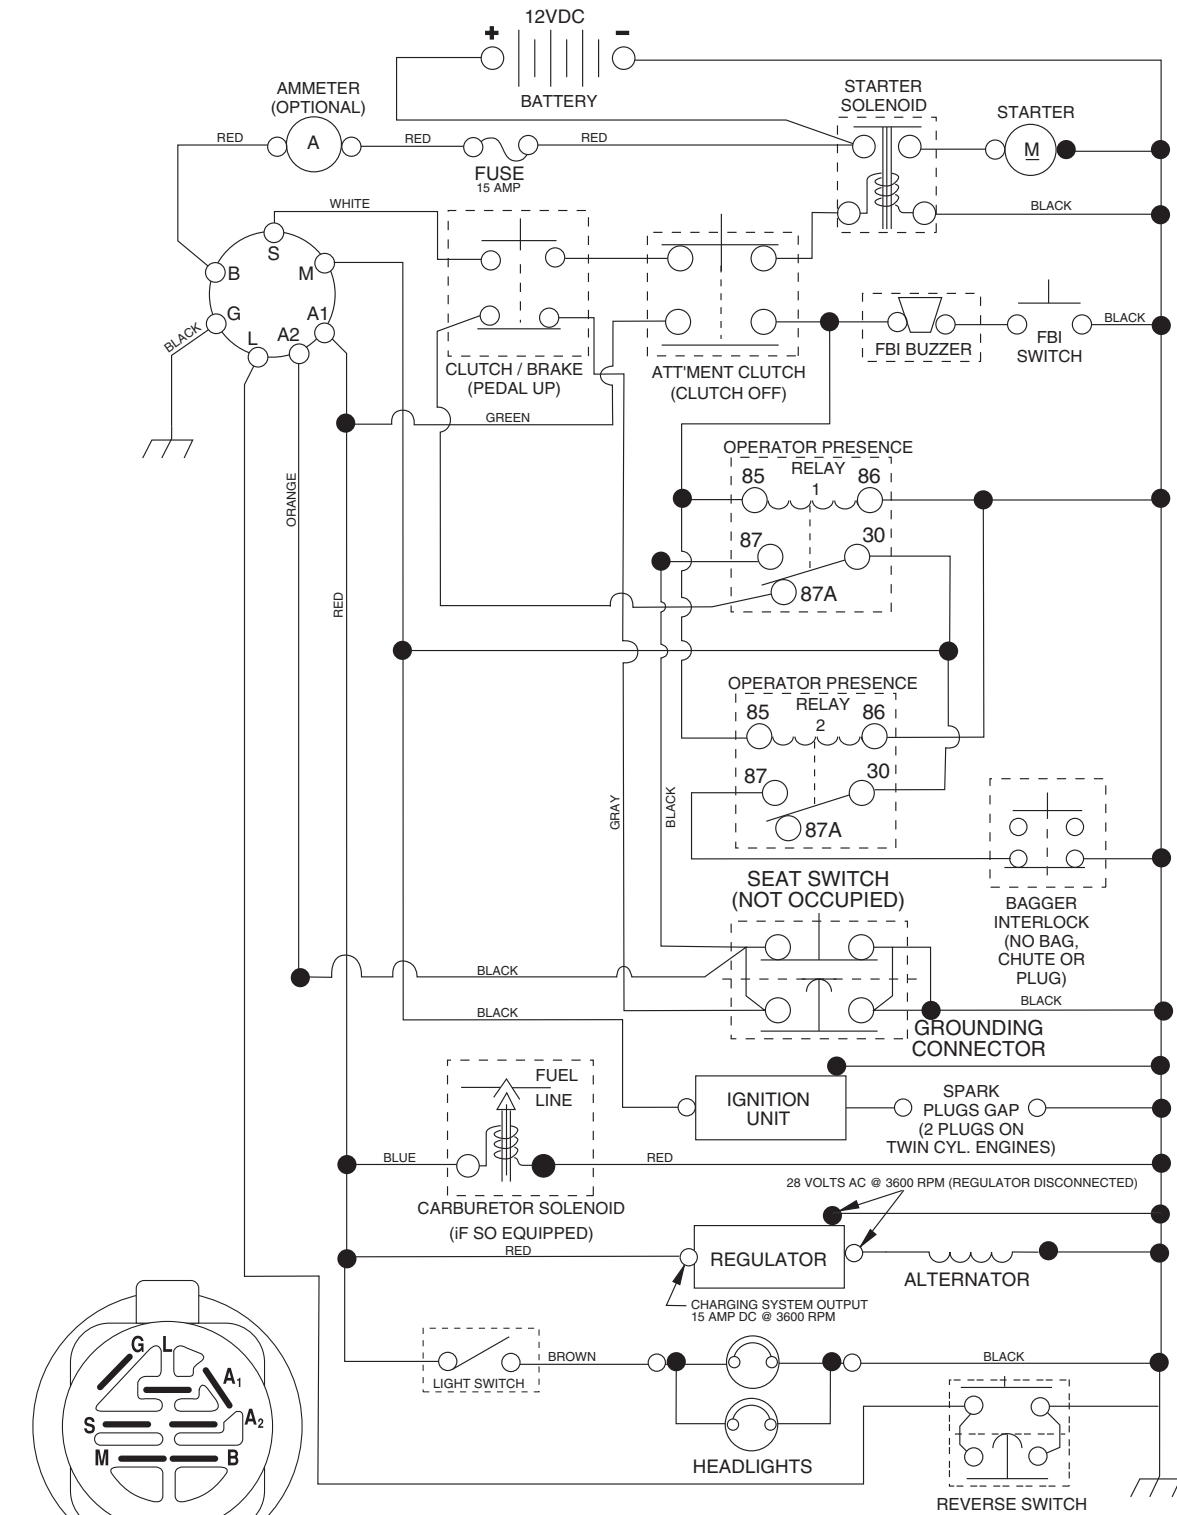 12VDC
+
-
BATTERY
AMMETER
(OPTIONAL)
STARTER
SOLENOID
STARTER
RED
A
RED
RED
M
FUSE
15 AMP
WHITE
BLACK
S
B
M
G
A1
L
A2
BLACK
CLUTCH / BRAKE
(PEDAL UP)
ATT'MENT CLUTCH
(CLUTCH OFF)
FBI BUZZER
FBI
SWITCH
BLACK
GREEN
ORANGE
RED
OPERATOR PRESENCE
RELAY
1
85
86
87
30
87A
OPERATOR PRESENCE
RELAY
2
85
86
87
30
87A
GRAY
BLACK
SEAT SWITCH
(NOT OCCUPIED)
BAGGER
INTERLOCK
(NO BAG,
CHUTE OR
PLUG)
BLACK
BLACK
BLACK
GROUNDING
CONNECTOR
FUEL
LINE
IGNITION
UNIT
SPARK
PLUGS GAP
(2 PLUGS ON
TWIN CYL. ENGINES)
BLUE
RED
CARBURETOR SOLENOID
(iF SO EQUIPPED)
28 VOLTS AC @ 3600 RPM (REGULATOR DISCONNECTED)
RED
REGULATOR
ALTERNATOR
CHARGING SYSTEM OUTPUT
15 AMP DC @ 3600 RPM
LIGHT SWITCH
BROWN
BLACK
HEADLIGHTS
REVERSE SWITCH
G
L
A1
S
A2
M
B